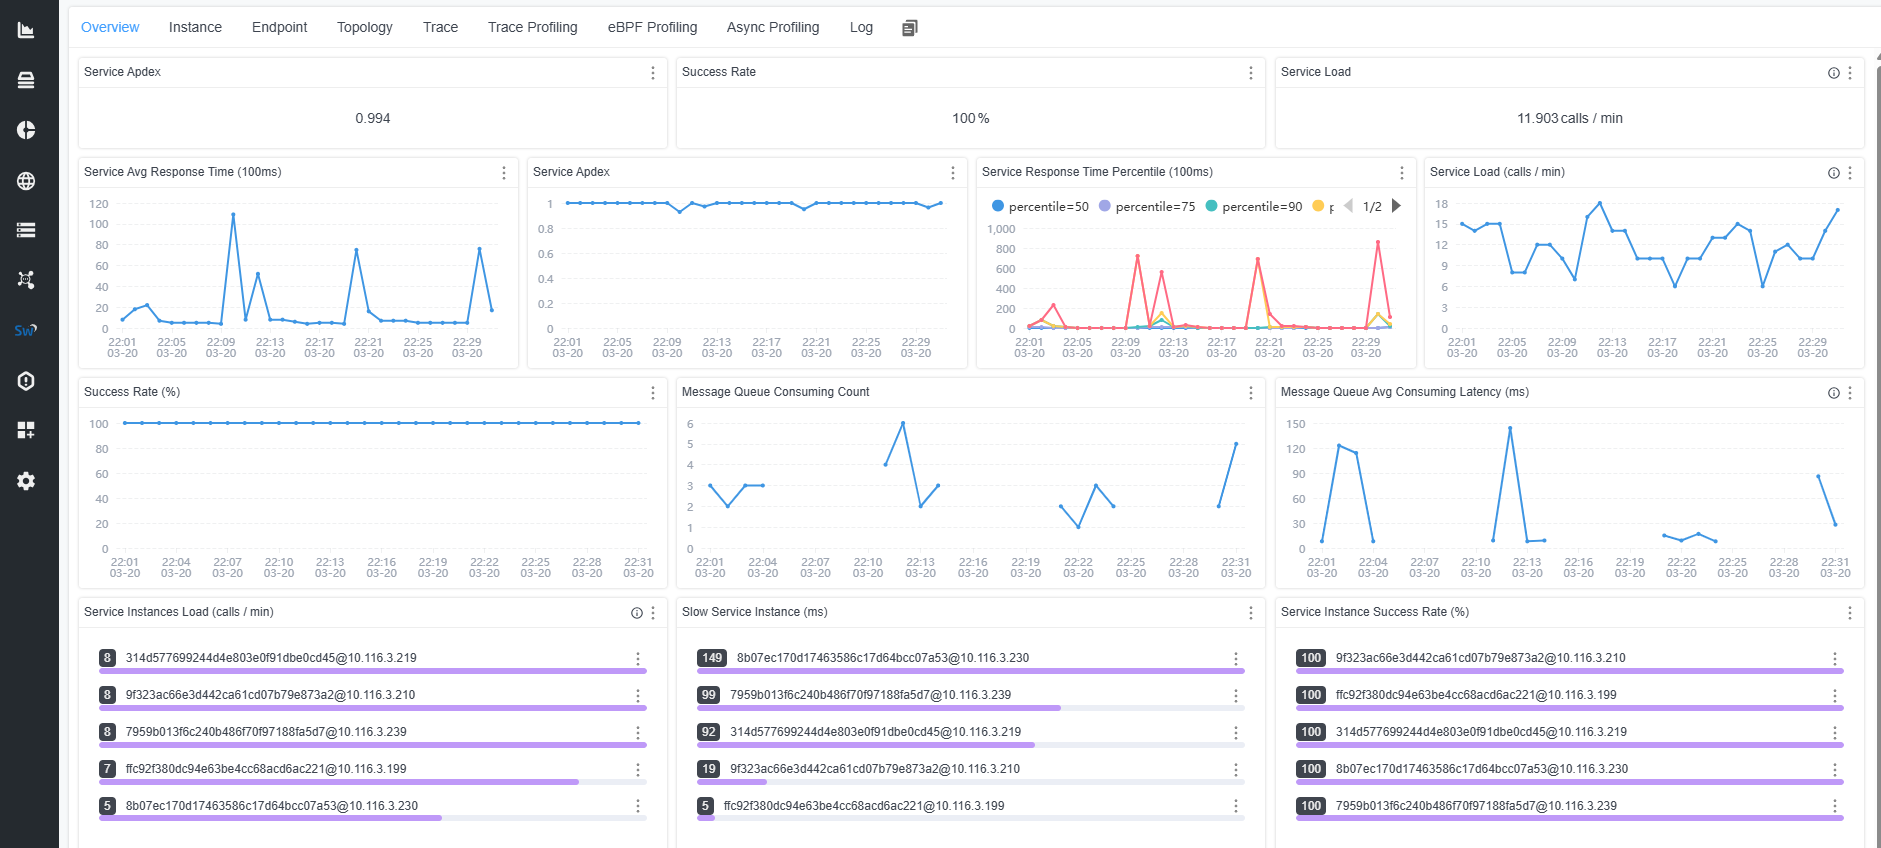 Overview Instance Endpoint Topology Trace Trace Profiling eBPF Profiling Async Profiling Log
Service Apdex
0.994
Success Rate
100 %
Service Load
11.903 calls / min
Service Avg Response Time (100ms)
120
100
80
60
40
20
0
22:01 22:05 22:09 22:13 22:17 22:21 22:25 22:29
03-20 03-20 03-20 03-20 03-20 03-20 03-20 03-20
Service Apdex
1
0.8
0.6
0.4
0.2
0
22:01 22:05 22:09 22:13 22:17 22:21 22:25 22:29
03-20 03-20 03-20 03-20 03-20 03-20 03-20 03-20
Service Response Time Percentile (100ms)
percentile=50 percentile=75 percentile=90 1/2
1,000
800
600
400
200
0
22:01 22:05 22:09 22:13 22:17 22:21 22:25 22:29
03-20 03-20 03-20 03-20 03-20 03-20 03-20 03-20
Service Load (calls / min)
18
15
12
9
6
3
0
22:01 22:05 22:09 22:13 22:17 22:21 22:25 22:29
03-20 03-20 03-20 03-20 03-20 03-20 03-20 03-20
Sw
Success Rate (%)
100
80
60
40
20
0
22:01 22:04 22:07 22:10 22:13 22:16 22:19 22:22 22:25 22:28 22:31
03-20 03-20 03-20 03-20 03-20 03-20 03-20 03-20 03-20 03-20 03-20
Message Queue Consuming Count
6
5
4
3
2
1
0
22:01 22:04 22:07 22:10 22:13 22:16 22:19 22:22 22:25 22:28 22:31
03-20 03-20 03-20 03-20 03-20 03-20 03-20 03-20 03-20 03-20 03-20
Message Queue Avg Consuming Latency (ms)
150
120
90
60
30
0
22:01 22:04 22:07 22:10 22:13 22:16 22:19 22:22 22:25 22:28 22:31
03-20 03-20 03-20 03-20 03-20 03-20 03-20 03-20 03-20 03-20 03-20
Service Instances Load (calls / min)
8 314d577699244d4e803e0f91dbe0cd45@10.116.3.219
8 9f323ac66e3d442ca61cd07b79e873a2@10.116.3.210
8 7959b013f6c240b486f70f97188fa5d7@10.116.3.239
7 ffc92f380dc94e63be4cc68acd6ac221@10.116.3.199
5 8b07ec170d17463586c17d64bcc07a53@10.116.3.230
Slow Service Instance (ms)
149 8b07ec170d17463586c17d64bcc07a53@10.116.3.230
99 7959b013f6c240b486f70f97188fa5d7@10.116.3.239
92 314d577699244d4e803e0f91dbe0cd45@10.116.3.219
19 9f323ac66e3d442ca61cd07b79e873a2@10.116.3.210
5 ffc92f380dc94e63be4cc68acd6ac221@10.116.3.199
Service Instance Success Rate (%)
100 9f323ac66e3d442ca61cd07b79e873a2@10.116.3.210
100 ffc92f380dc94e63be4cc68acd6ac221@10.116.3.199
100 314d577699244d4e803e0f91dbe0cd45@10.116.3.219
100 8b07ec170d17463586c17d64bcc07a53@10.116.3.230
100 7959b013f6c240b486f70f97188fa5d7@10.116.3.239